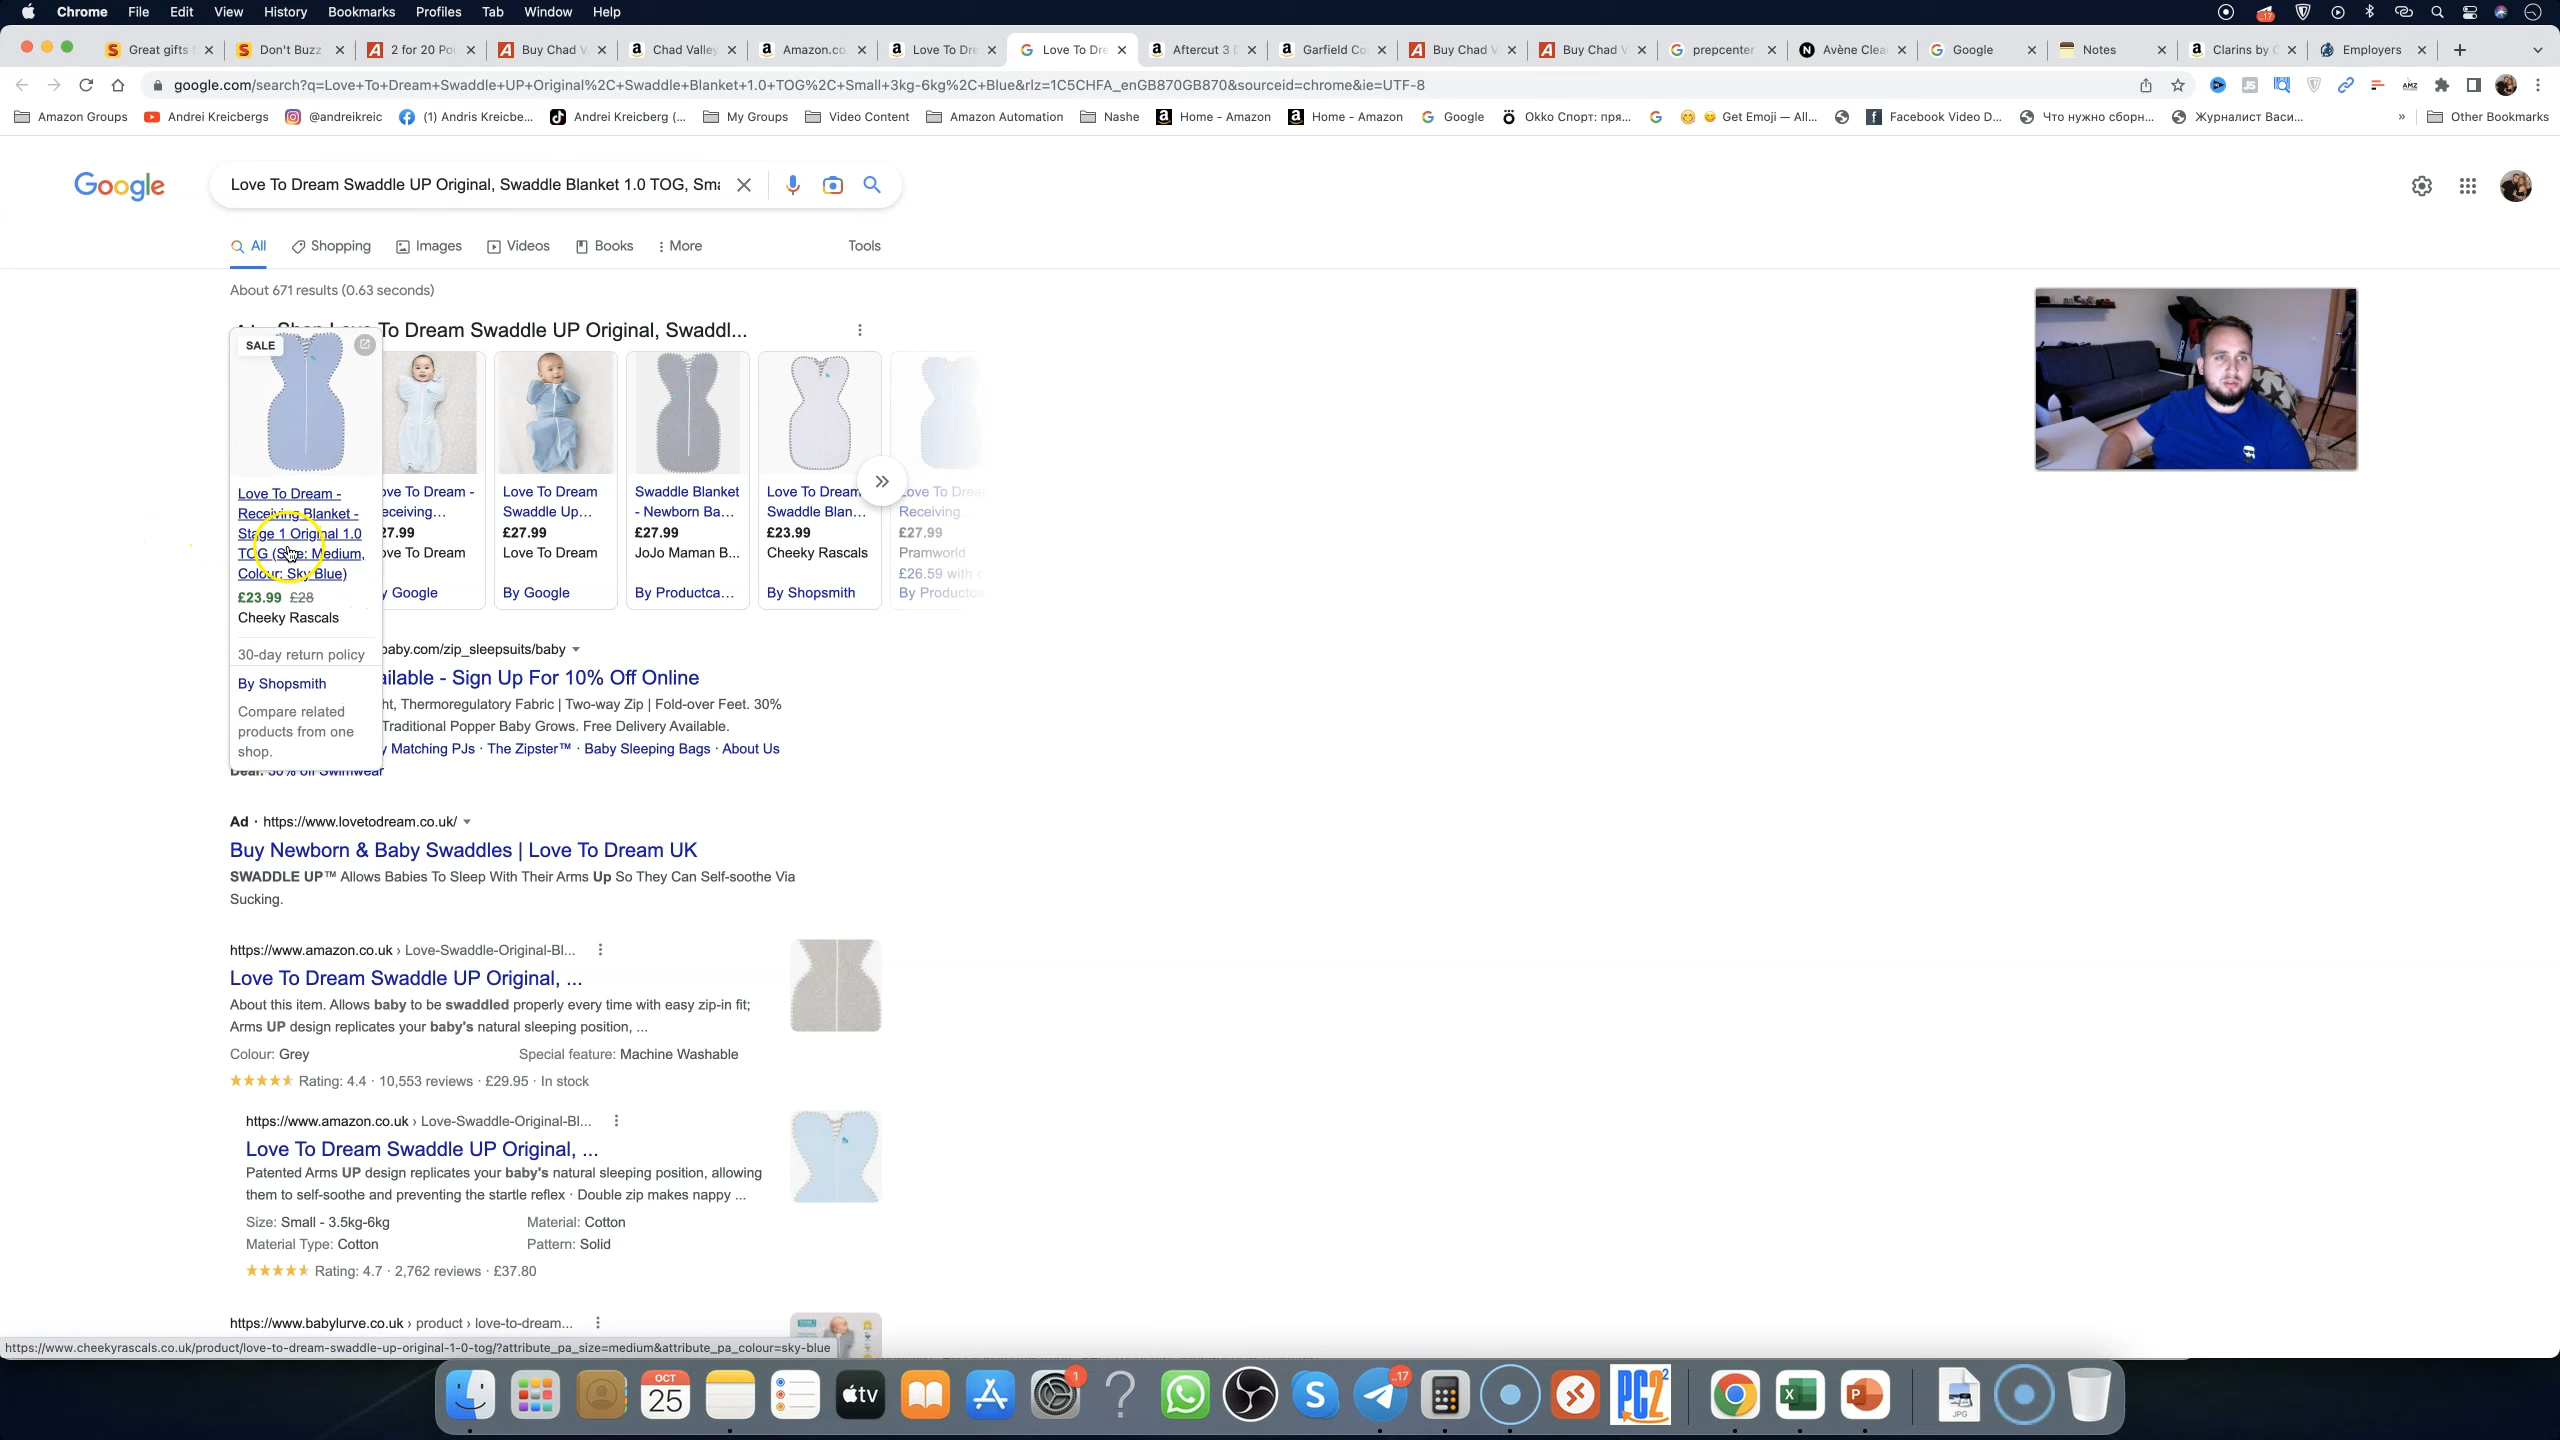 Chrome File Edit View History Bookmarks Profiles Tab Window Help
17
Great gifts Don't Buzz 2 for 20 Po Buy Chad V Chad Valley Amazon.co Love To Dre Love To Dre Aftercut 3 Garfield Co Buy Chad V Buy Chad V prepcenter Avène Clea Google Notes Clarins by Employers
google.com/search?q=Love+To+Dream+Swaddle+UP+Original%2C+Swaddle+Blanket+1.0+TOG%2C+Small+3kg-6kg%2C+Blue&rlz=1C5CHFA_enGB870GB870&sourceid=chrome&ie=UTF-8
Amazon Groups Andrei Kreicbergs @andreikreic (1) Andris Kreicbe... Andrei Kreicberg (... My Groups Video Content Amazon Automation Nashe Home - Amazon Home - Amazon Google Okko Спорт: пря... Get Emoji — All... Facebook Video D... Что нужно сборн... Журналист Васи... » Other Bookmarks
Google
Love To Dream Swaddle UP Original, Swaddle Blanket 1.0 TOG, Sma
All Shopping Images Videos Books More Tools
About 671 results (0.63 seconds)
To Dream Swaddle UP Original, Swaddl...
SALE
Love To Dream -
Receiving Blanket -
Stage 1 Original 1.0
TOG (Size: Medium,
Colour: Sky Blue)
£23.99 £28
Cheeky Rascals
30-day return policy
By Shopsmith
Compare related
products from one
shop.
ove To Dream -
eceiving...
27.99
ove To Dream
y Google
Love To Dream
Swaddle Up...
£27.99
Love To Dream
By Google
Swaddle Blanket
- Newborn Ba...
£27.99
JoJo Maman B...
By Productca...
Love To Dream
Swaddle Blan...
£23.99
Cheeky Rascals
By Shopsmith
Love To Drea
Receiving...
£27.99
Pramworld
£26.59 with
By Productca
baby.com/zip_sleepsuits/baby
ailable - Sign Up For 10% Off Online
ht, Thermoregulatory Fabric | Two-way Zip | Fold-over Feet. 30%
Traditional Popper Baby Grows. Free Delivery Available.
y Matching PJs · The Zipster™ · Baby Sleeping Bags · About Us
Deal: 30% off Swimwear
Ad · https://www.lovetodream.co.uk/
Buy Newborn & Baby Swaddles | Love To Dream UK
SWADDLE UP™ Allows Babies To Sleep With Their Arms Up So They Can Self-soothe Via
Sucking.
https://www.amazon.co.uk › Love-Swaddle-Original-Bl...
Love To Dream Swaddle UP Original, ...
About this item. Allows baby to be swaddled properly every time with easy zip-in fit;
Arms UP design replicates your baby's natural sleeping position, ...
Colour: Grey Special feature: Machine Washable
Rating: 4.4 · 10,553 reviews · £29.95 · In stock
https://www.amazon.co.uk › Love-Swaddle-Original-Bl...
Love To Dream Swaddle UP Original, ...
Patented Arms UP design replicates your baby's natural sleeping position, allowing
them to self-soothe and preventing the startle reflex · Double zip makes nappy ...
Size: Small - 3.5kg-6kg Material: Cotton
Material Type: Cotton Pattern: Solid
Rating: 4.7 · 2,762 reviews · £37.80
https://www.babylurve.co.uk › product › love-to-dream...
https://www.cheekyrascals.co.uk/product/love-to-dream-swaddle-up-original-1-0-tog/?attribute_pa_size=medium&attribute_pa_colour=sky-blue
OCT
25
tv
1
17
PC2
JPG